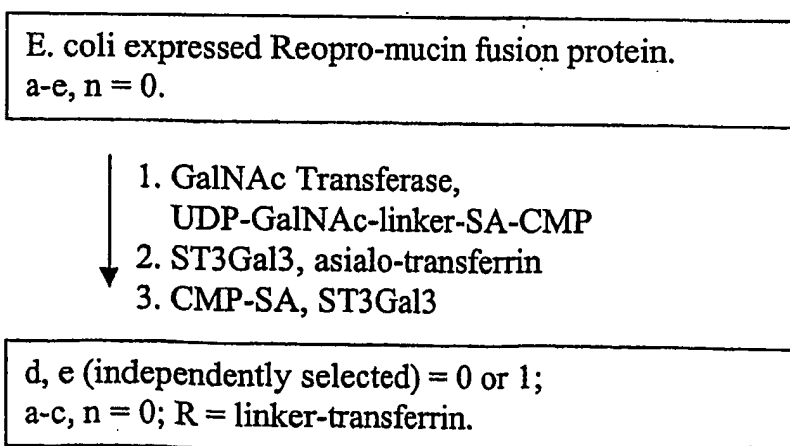 E. coli expressed Reopro-mucin fusion protein.
a-e, n = 0.
1. GalNAc Transferase,
UDP-GalNAc-linker-SA-CMP
2. ST3Gal3, asialo-transferrin
3. CMP-SA, ST3Gal3
d, e (independently selected) = 0 or 1;
a-c, n = 0; R = linker-transferrin.